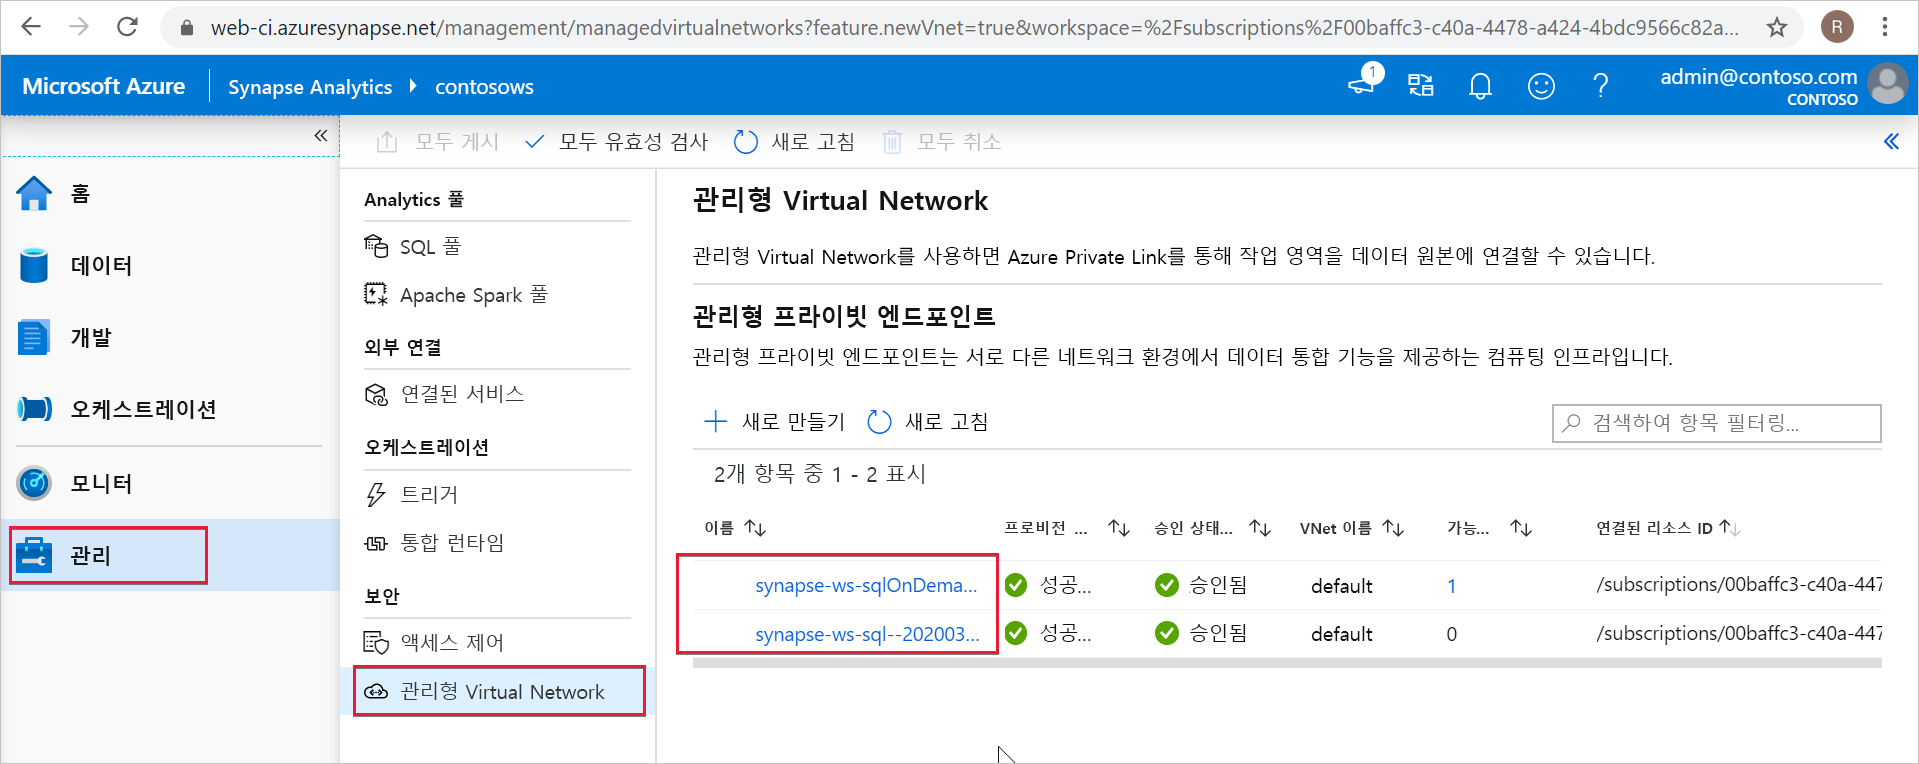 web-ci.azuresynapse.net/management/managedvirtualnetworks?feature.newVnet=true&workspace=%2Fsubscriptions%2F00baffc3-c40a-4478-a424-4bdc9566c82a...
R
Microsoft Azure
Synapse Analytics
contosows
1
?
admin@contoso.com
CONTOSO
«
모두 게시
모두 유효성 검사
새로 고침
모두 취소
«
홈
데이터
개발
오케스트레이션
모니터
관리
Analytics 풀
SQL 풀
Apache Spark 풀
외부 연결
연결된 서비스
오케스트레이션
트리거
통합 런타임
보안
액세스 제어
관리형 Virtual Network
관리형 Virtual Network
관리형 Virtual Network를 사용하면 Azure Private Link를 통해 작업 영역을 데이터 원본에 연결할 수 있습니다.
관리형 프라이빗 엔드포인트
관리형 프라이빗 엔드포인트는 서로 다른 네트워크 환경에서 데이터 통합 기능을 제공하는 컴퓨팅 인프라입니다.
새로 만들기
새로 고침
검색하여 항목 필터링...
2개 항목 중 1 - 2 표시
이름 프로비전 ... 승인 상태... VNet 이름 가능... 연결된 리소스 ID
synapse-ws-sqlOnDema... 성공... 승인됨 default 1 /subscriptions/00baffc3-c40a-447
synapse-ws-sql--202003... 성공... 승인됨 default 0 /subscriptions/00baffc3-c40a-447